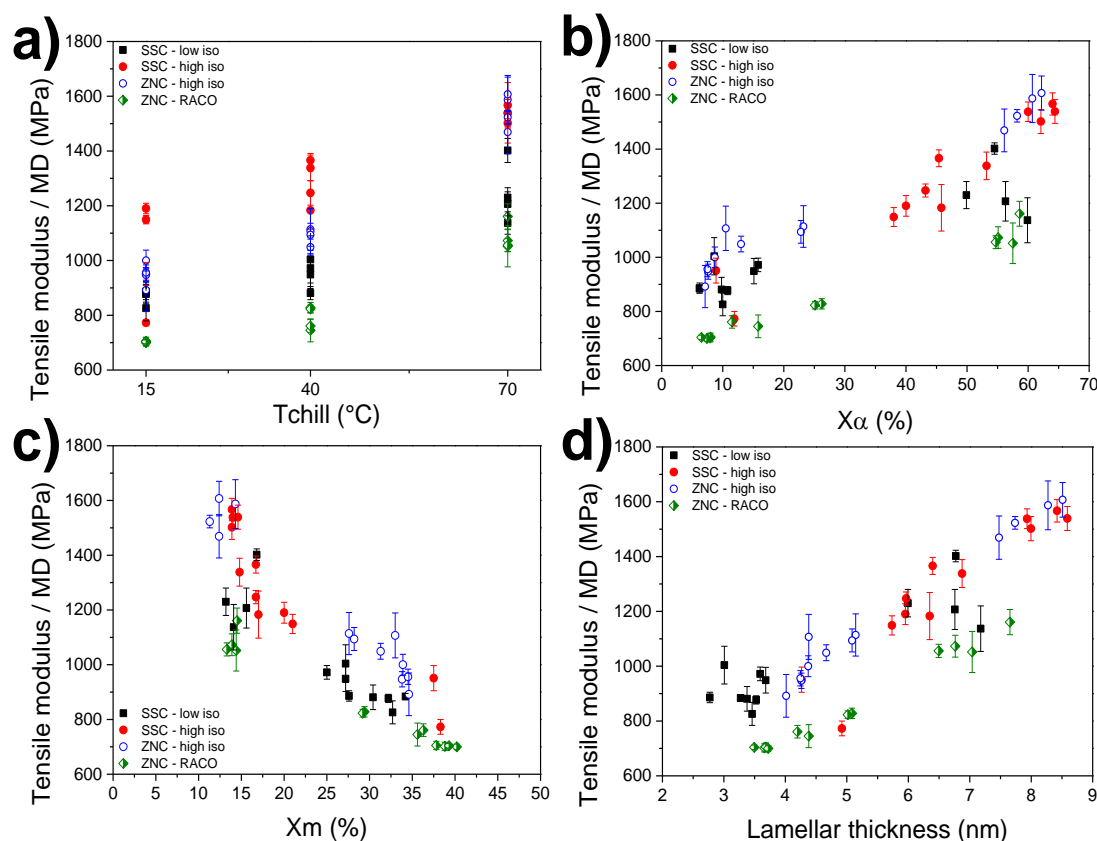 a)
SSC - low iso
SSC - high iso
ZNC - high iso
ZNC - RACO
1800
1600
1400
1200
1000
800
600
Tensile modulus / MD (MPa)
15
40
70
Tchill (°C)
b)
SSC - low iso
SSC - high iso
ZNC - high iso
ZNC - RACO
1800
1600
1400
1200
1000
800
600
Tensile modulus / MD (MPa)
0 10 20 30 40 50 60 70
Xα (%)
c)
1800
1600
1400
1200
1000
800
600
Tensile modulus / MD (MPa)
SSC - low iso
SSC - high iso
ZNC - high iso
ZNC - RACO
0 5 10 15 20 25 30 35 40 45 50
Xm (%)
d)
SSC - low iso
SSC - high iso
ZNC - high iso
ZNC - RACO
1800
1600
1400
1200
1000
800
600
Tensile modulus / MD (MPa)
2 3 4 5 6 7 8 9
Lamellar thickness (nm)